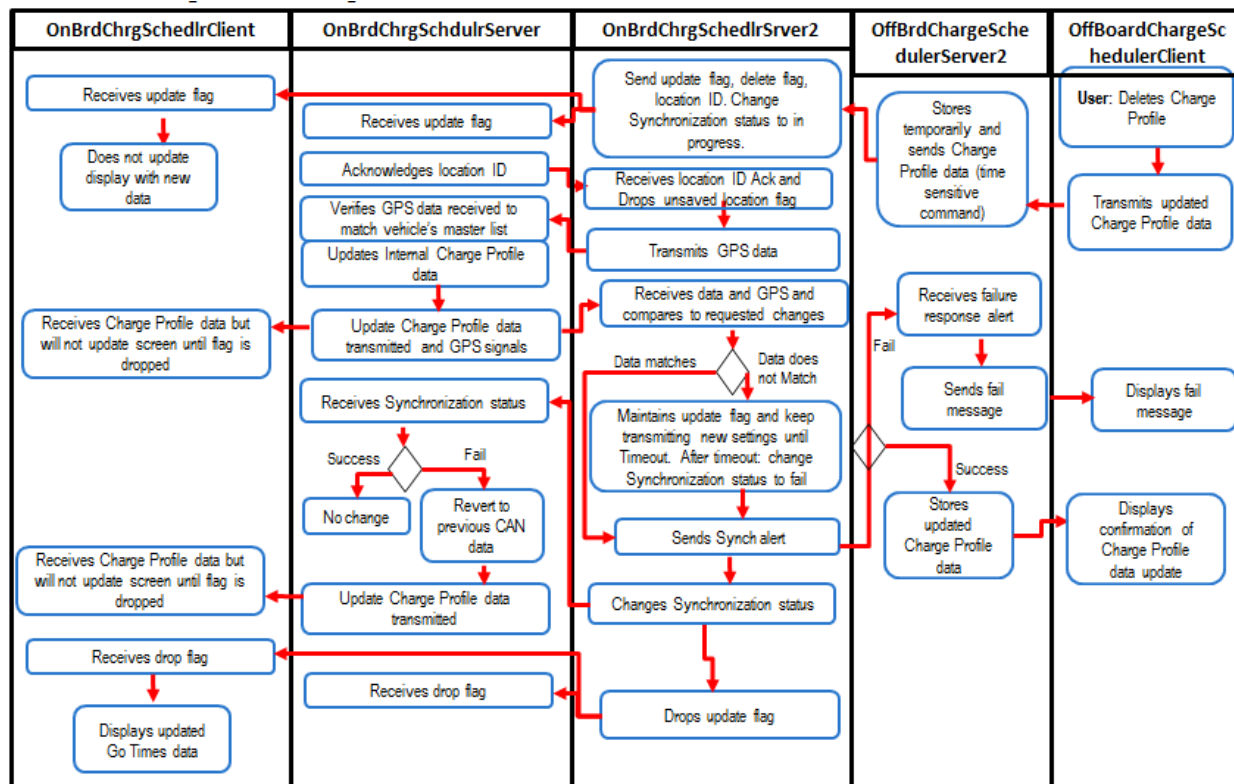 OnBrdChrgSchedlrClient
OnBrdChrgSchdulrServer
OnBrdChrgSchedlrSrver2
OffBrdChargeSche
dulerServer2
OffBoardChargeSc
hedulerClient
Receives update flag
Does not update
display with new
data
Receives Charge Profile data but
will not update screen until flag is
dropped
Receives Charge Profile data but
will not update screen until flag is
dropped
Receives drop flag
Displays updated
Go Times data
Receives update flag
Acknowledges location ID
Verifies GPS data received to
match vehicle's master list
Updates Internal Charge Profile
data
Update Charge Profile data
transmitted and GPS signals
Receives Synchronization status
Success
Fail
No change
Revert to
previous CAN
data
Update Charge Profile data
transmitted
Receives drop flag
Send update flag, delete flag,
location ID. Change
Synchronization status to in
progress.
Receives location ID Ack and
Drops unsaved location flag
Transmits GPS data
Receives data and GPS and
compares to requested changes
Data matches
Data does
not Match
Maintains update flag and keep
transmitting new settings until
Timeout. After timeout: change
Synchronization status to fail
Sends Synch alert
Changes Synchronization status
Drops update flag
Stores
temporarily and
sends Charge
Profile data (time
sensitive
command)
Receives failure
response alert
Fail
Sends fail
message
Success
Stores
updated
Charge Profile
data
User: Deletes Charge
Profile
Transmits updated
Charge Profile data
Displays fail
message
Displays
confirmation of
Charge Profile
data update